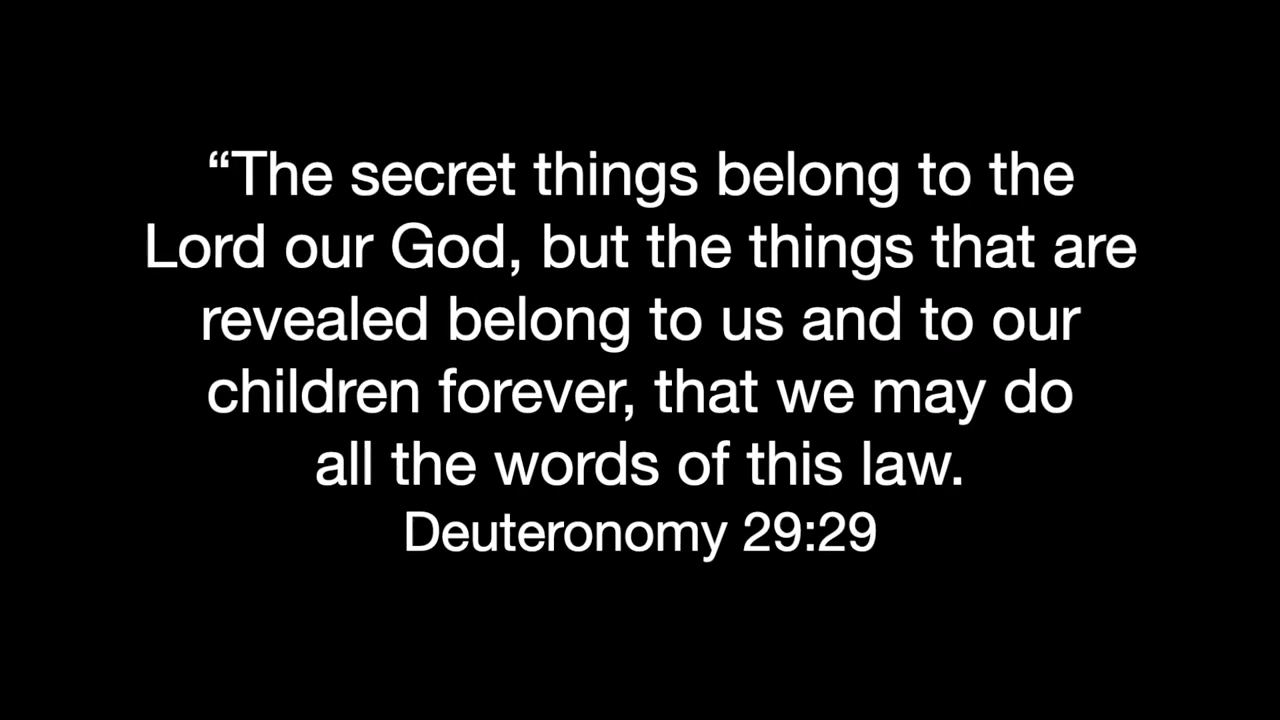 “The secret things belong to the
Lord our God, but the things that are
revealed belong to us and to our
children forever, that we may do
all the words of this law.
Deuteronomy 29:29